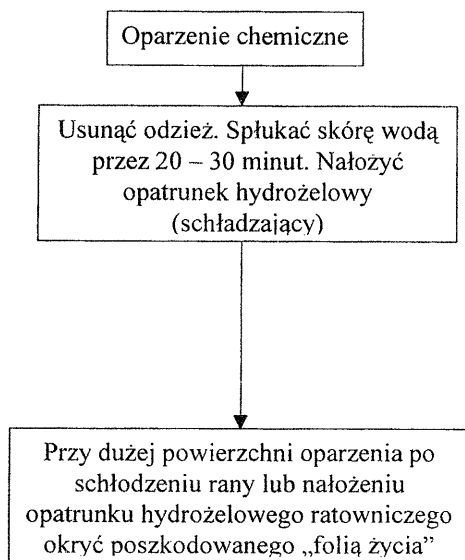 Oparzenie chemiczne
Usunąć odzież. Spłukać skórę wodą
przez 20 – 30 minut. Nałożyć
opatrunek hydrożelowy
(schładzający)
Przy dużej powierzchni oparzenia po
schłodzeniu rany lub nałożeniu
opatrunku hydrożelowego ratowniczego
okryć poszkodowanego „folią życia”